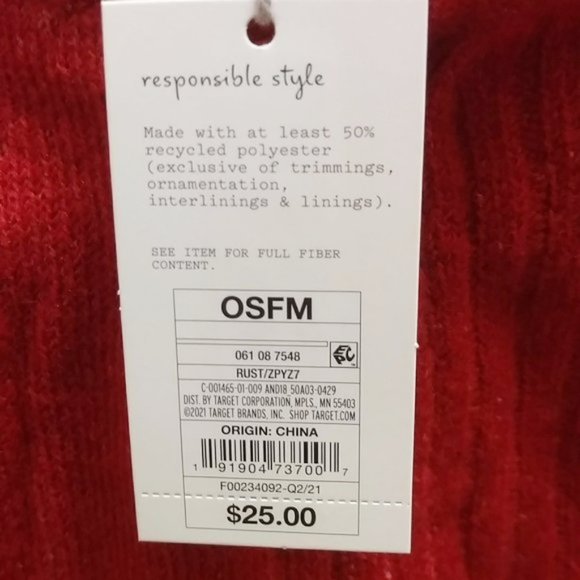 responsible style
Made with at least 50%
recycled polyester
(exclusive of trimmings,
ornamentation,
interlinings & linings).
SEE ITEM FOR FULL FIBER
CONTENT.
OSFM
061 08 7548
EPC
RUST/ZPYZ7
C-001465-01-009 AND18 50A03-0429
DIST. BY TARGET CORPORATION, MPLS., MN 55403
©2021 TARGET BRANDS, INC. SHOP TARGET.COM
ORIGIN: CHINA
1 91904 73700 7
F00234092-Q2/21
$25.00